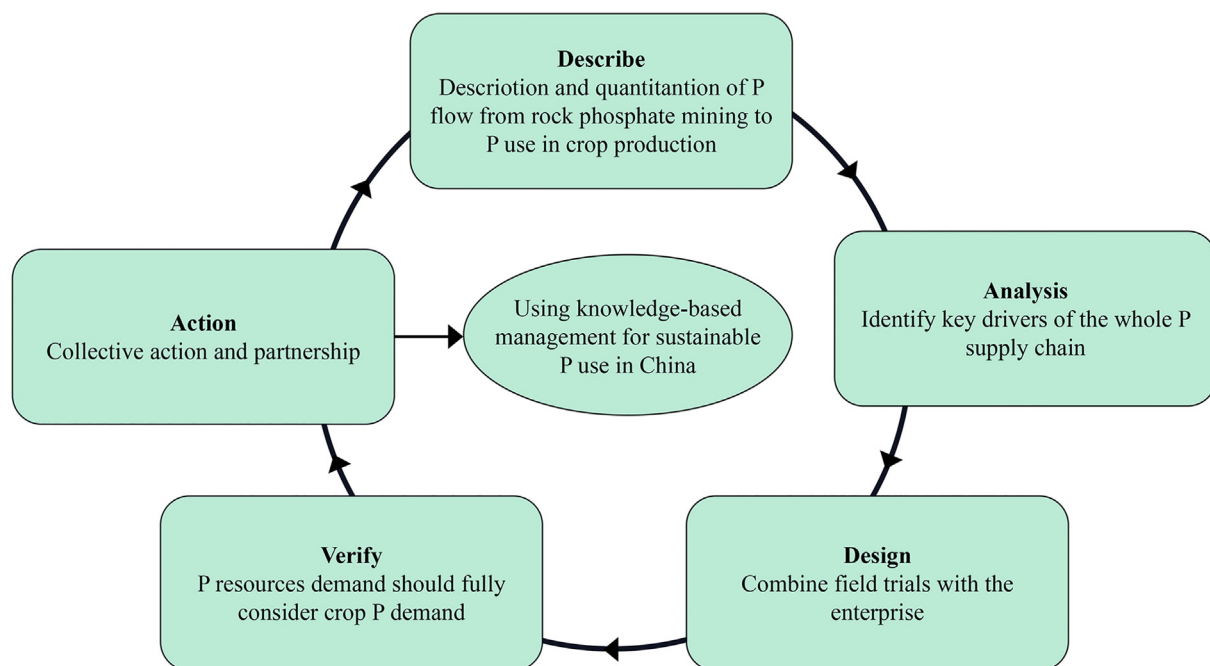 Describe
Descriotion and quantitantion of P
flow from rock phosphate mining to
P use in crop production
Analysis
Identify key drivers of the whole P
supply chain
Design
Combine field trials with the
enterprise
Verify
P resources demand should fully
consider crop P demand
Action
Collective action and partnership
Using knowledge-based
management for sustainable
P use in China